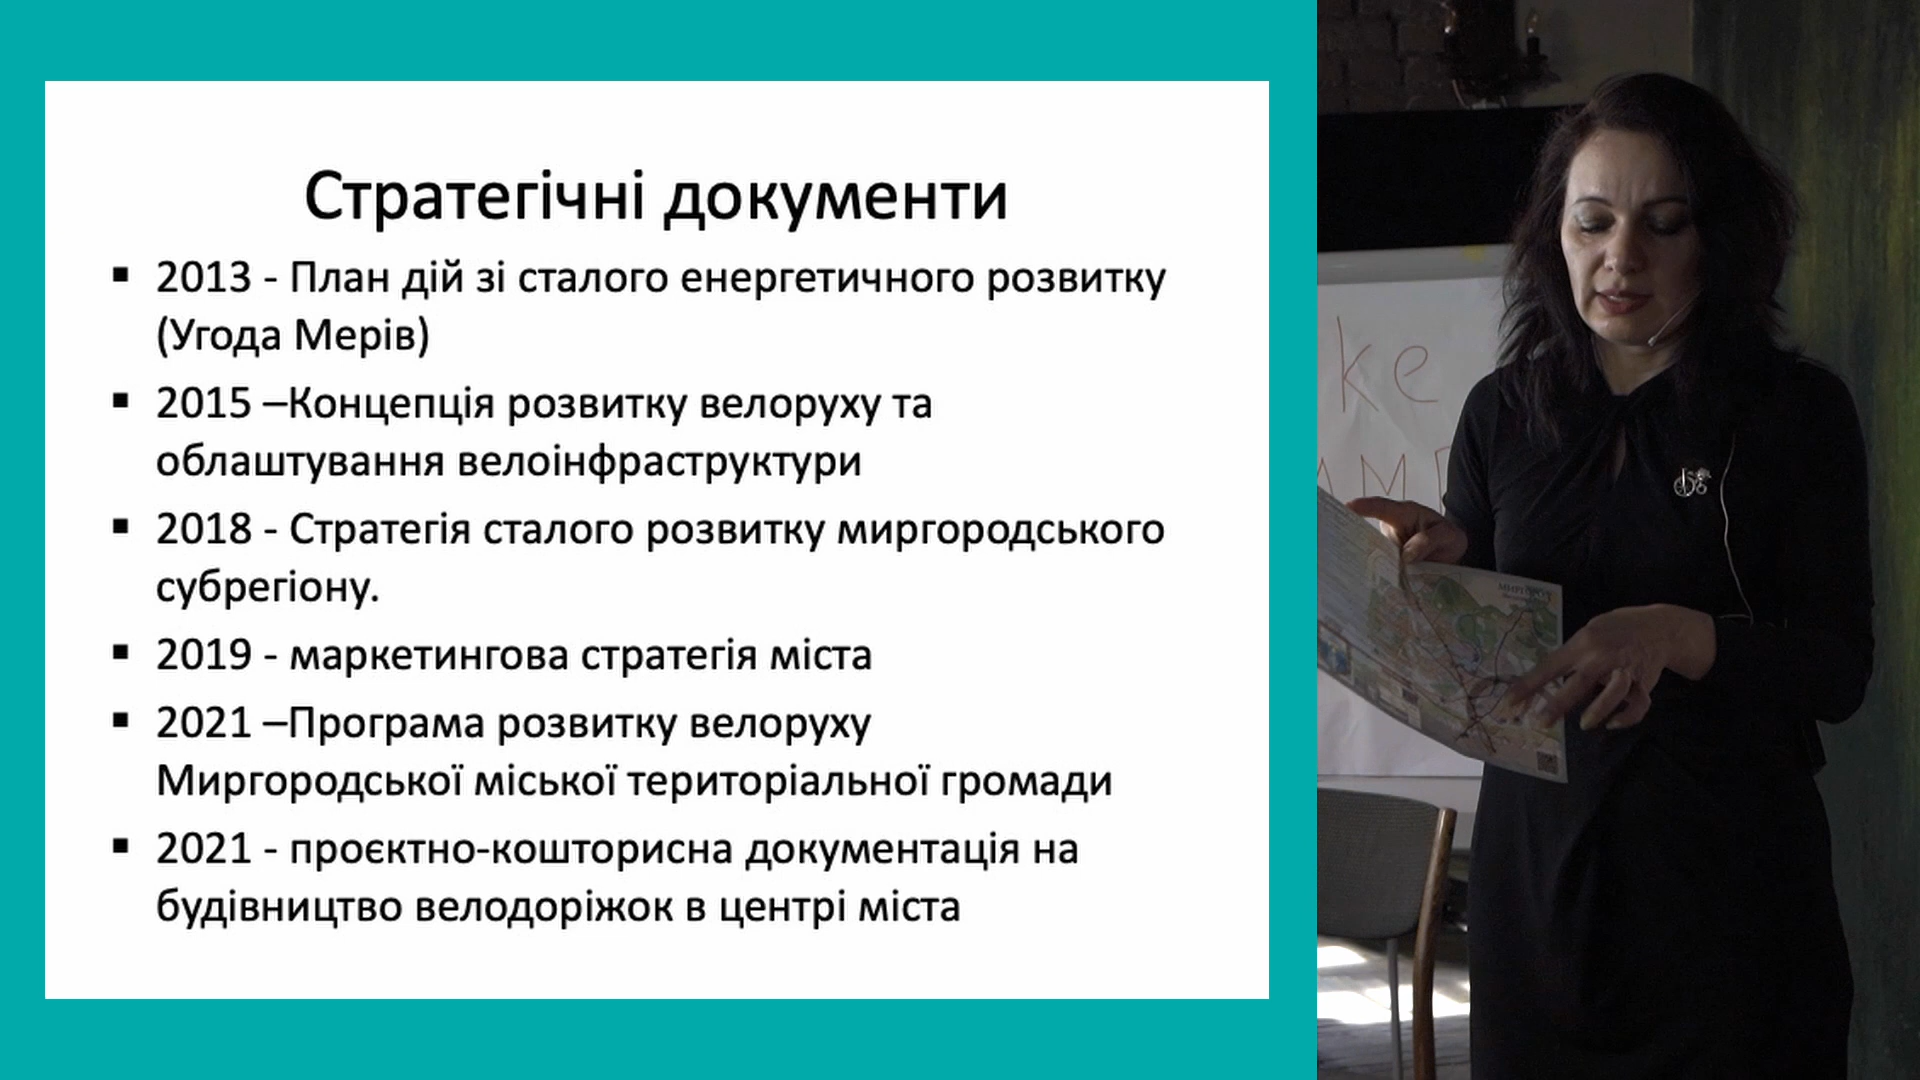 Стратегічні документи
▪ 2013 - План дій зі сталого енергетичного розвитку
(Угода Мерів)
▪ 2015 –Концепція розвитку велоруху та
облаштування велоінфраструктури
▪ 2018 - Стратегія сталого розвитку миргородського
субрегіону.
▪ 2019 - маркетингова стратегія міста
▪ 2021 –Програма розвитку велоруху
Миргородської міської територіальної громади
▪ 2021 - проєктно-кошторисна документація на
будівництво велодоріжок в центрі міста
ke
МИРГОРОД